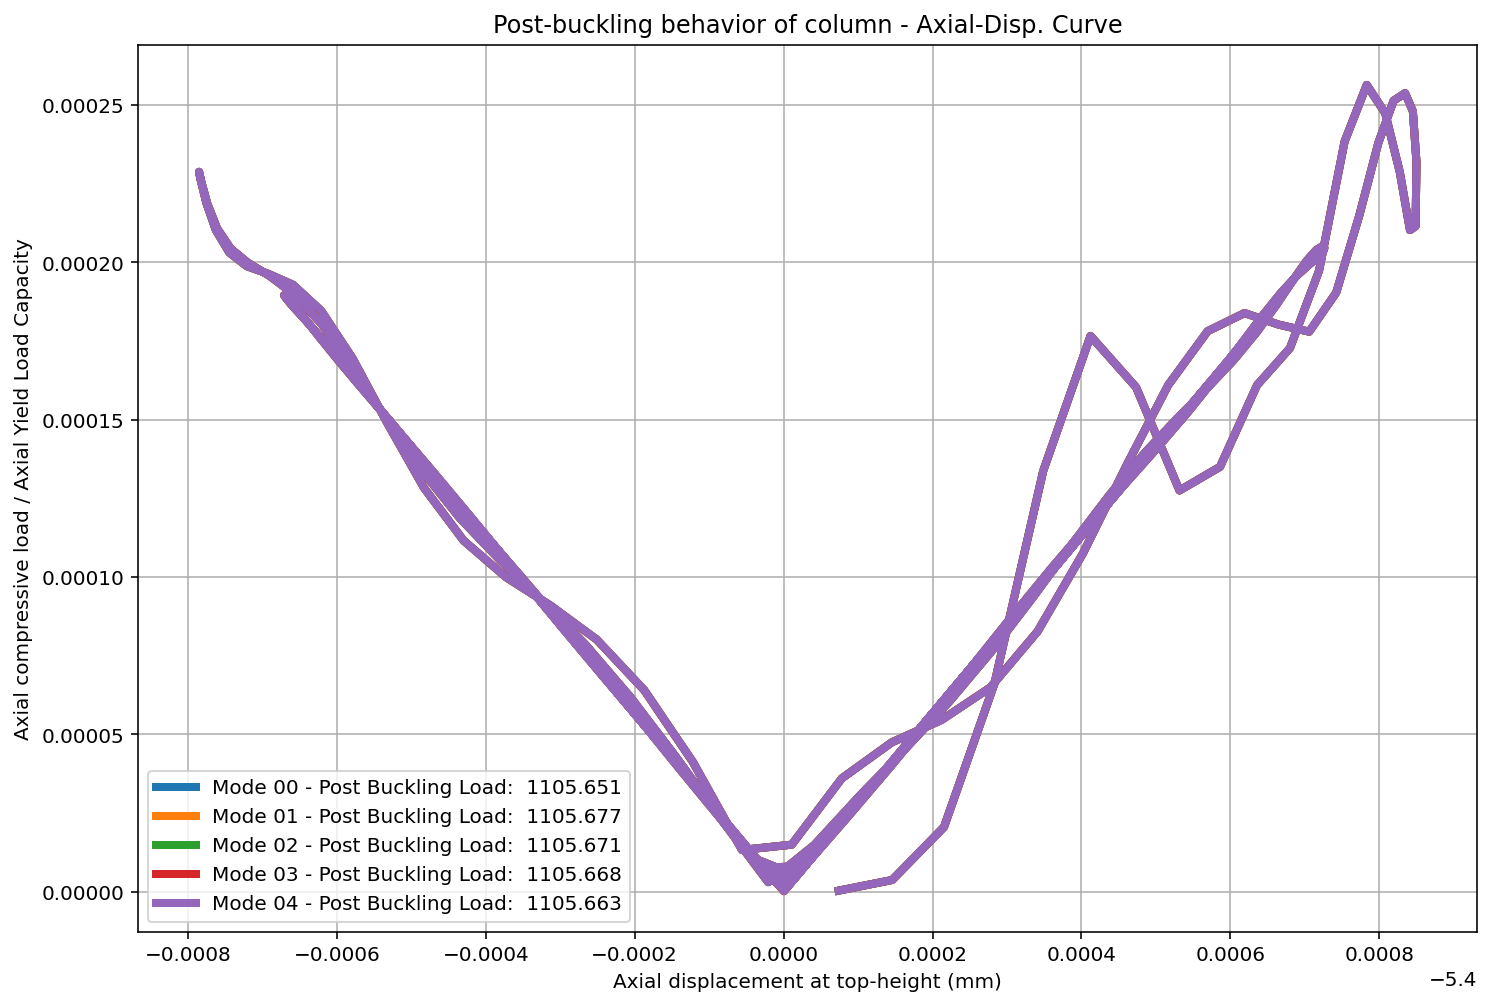 Post-buckling behavior of column - Axial-Disp. Curve
Axial compressive load / Axial Yield Load Capacity
0.00025
0.00020
0.00015
0.00010
0.00005
0.00000
Mode 00 - Post Buckling Load:  1105.651
Mode 01 - Post Buckling Load:  1105.677
Mode 02 - Post Buckling Load:  1105.671
Mode 03 - Post Buckling Load:  1105.668
Mode 04 - Post Buckling Load:  1105.663
−0.0008 −0.0006 −0.0004 −0.0002 0.0000 0.0002 0.0004 0.0006 0.0008
−5.4
Axial displacement at top-height (mm)